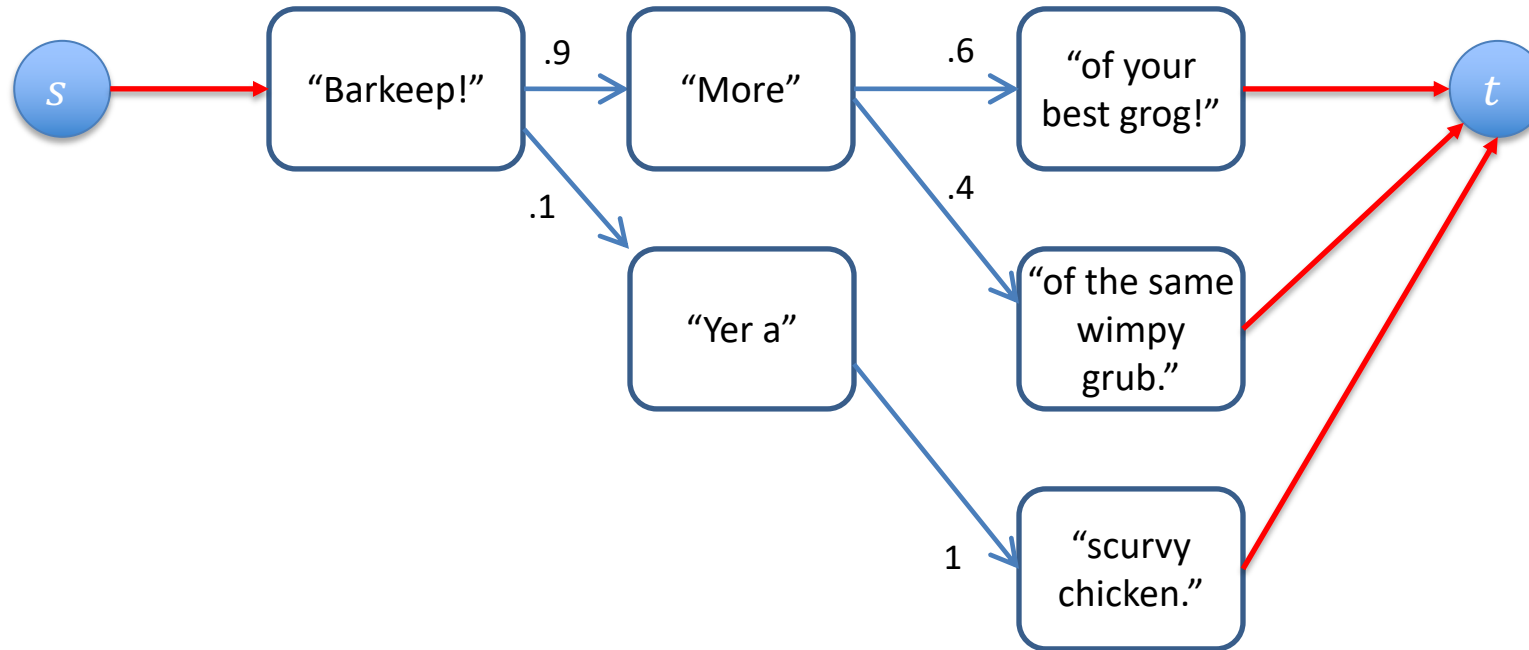 s
“Barkeep!”
.9
“More”
.6
“of your
best grog!”
t
.1
.4
“Yer a”
“of the same
wimpy
grub.”
1
“scurvy
chicken.”